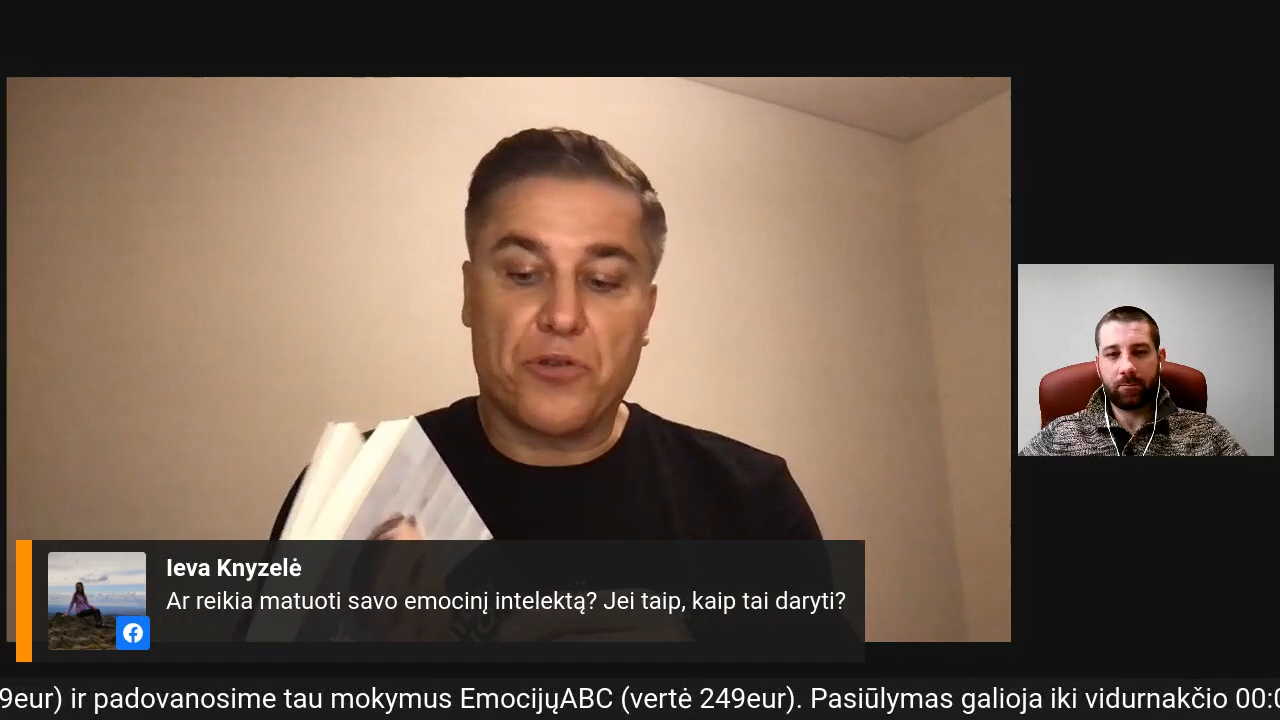 Ieva Knyzelė
Ar reikia matuoti savo emocinį intelektą? Jei taip, kaip tai daryti?
9eur) ir padovanosime tau mokymus EmocijųABC (vertė 249eur). Pasiūlymas galioja iki vidurnakčio 00:0